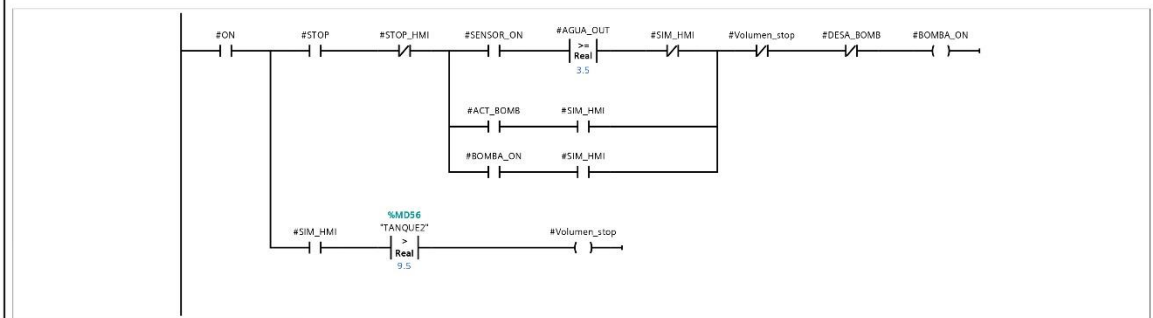 #ON #STOP #STOP_HMI #SENSOR_ON #AGUA_OUT #SIM_HMI #Volumen_stop #DESA_BOMB #BOMBA_ON
>=
Real
3.5
#ACT_BOMB #SIM_HMI
#BOMBA_ON #SIM_HMI
%MD56
#SIM_HMI "TANQUE2" #Volumen_stop
>
Real
9.5